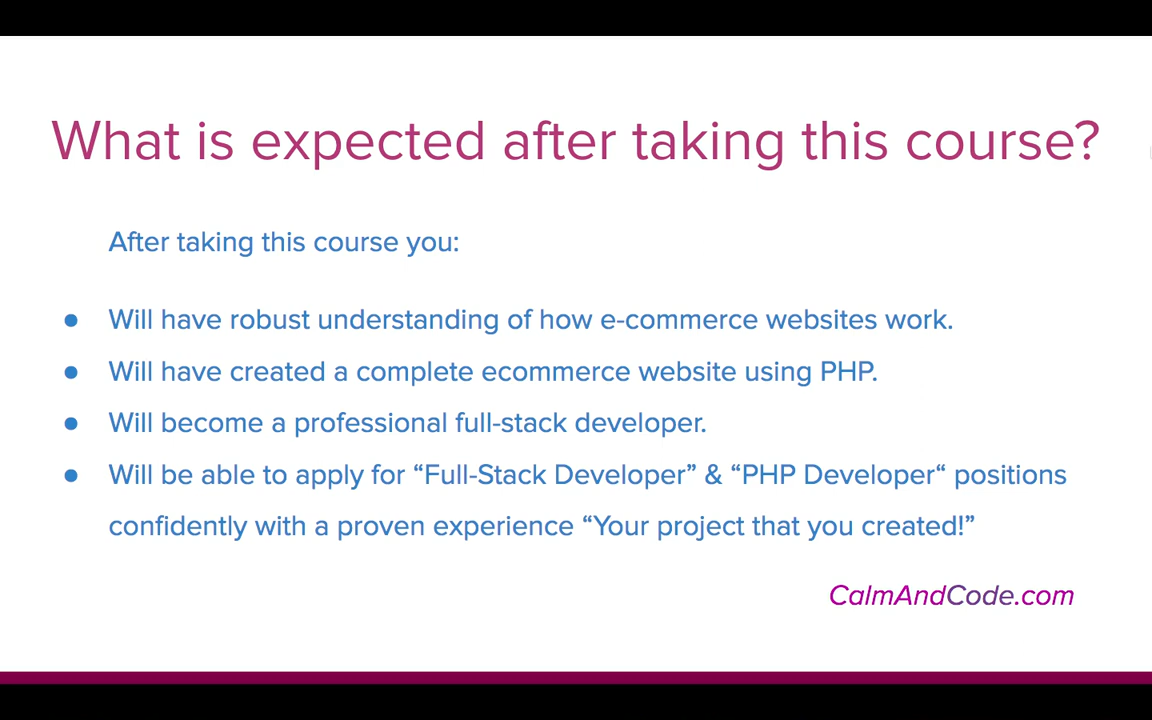 What is expected after taking this course?
After taking this course you:
● Will have robust understanding of how e-commerce websites work.
● Will have created a complete ecommerce website using PHP.
● Will become a professional full-stack developer.
● Will be able to apply for “Full-Stack Developer” & “PHP Developer“ positions
confidently with a proven experience “Your project that you created!”
CalmAndCode.com